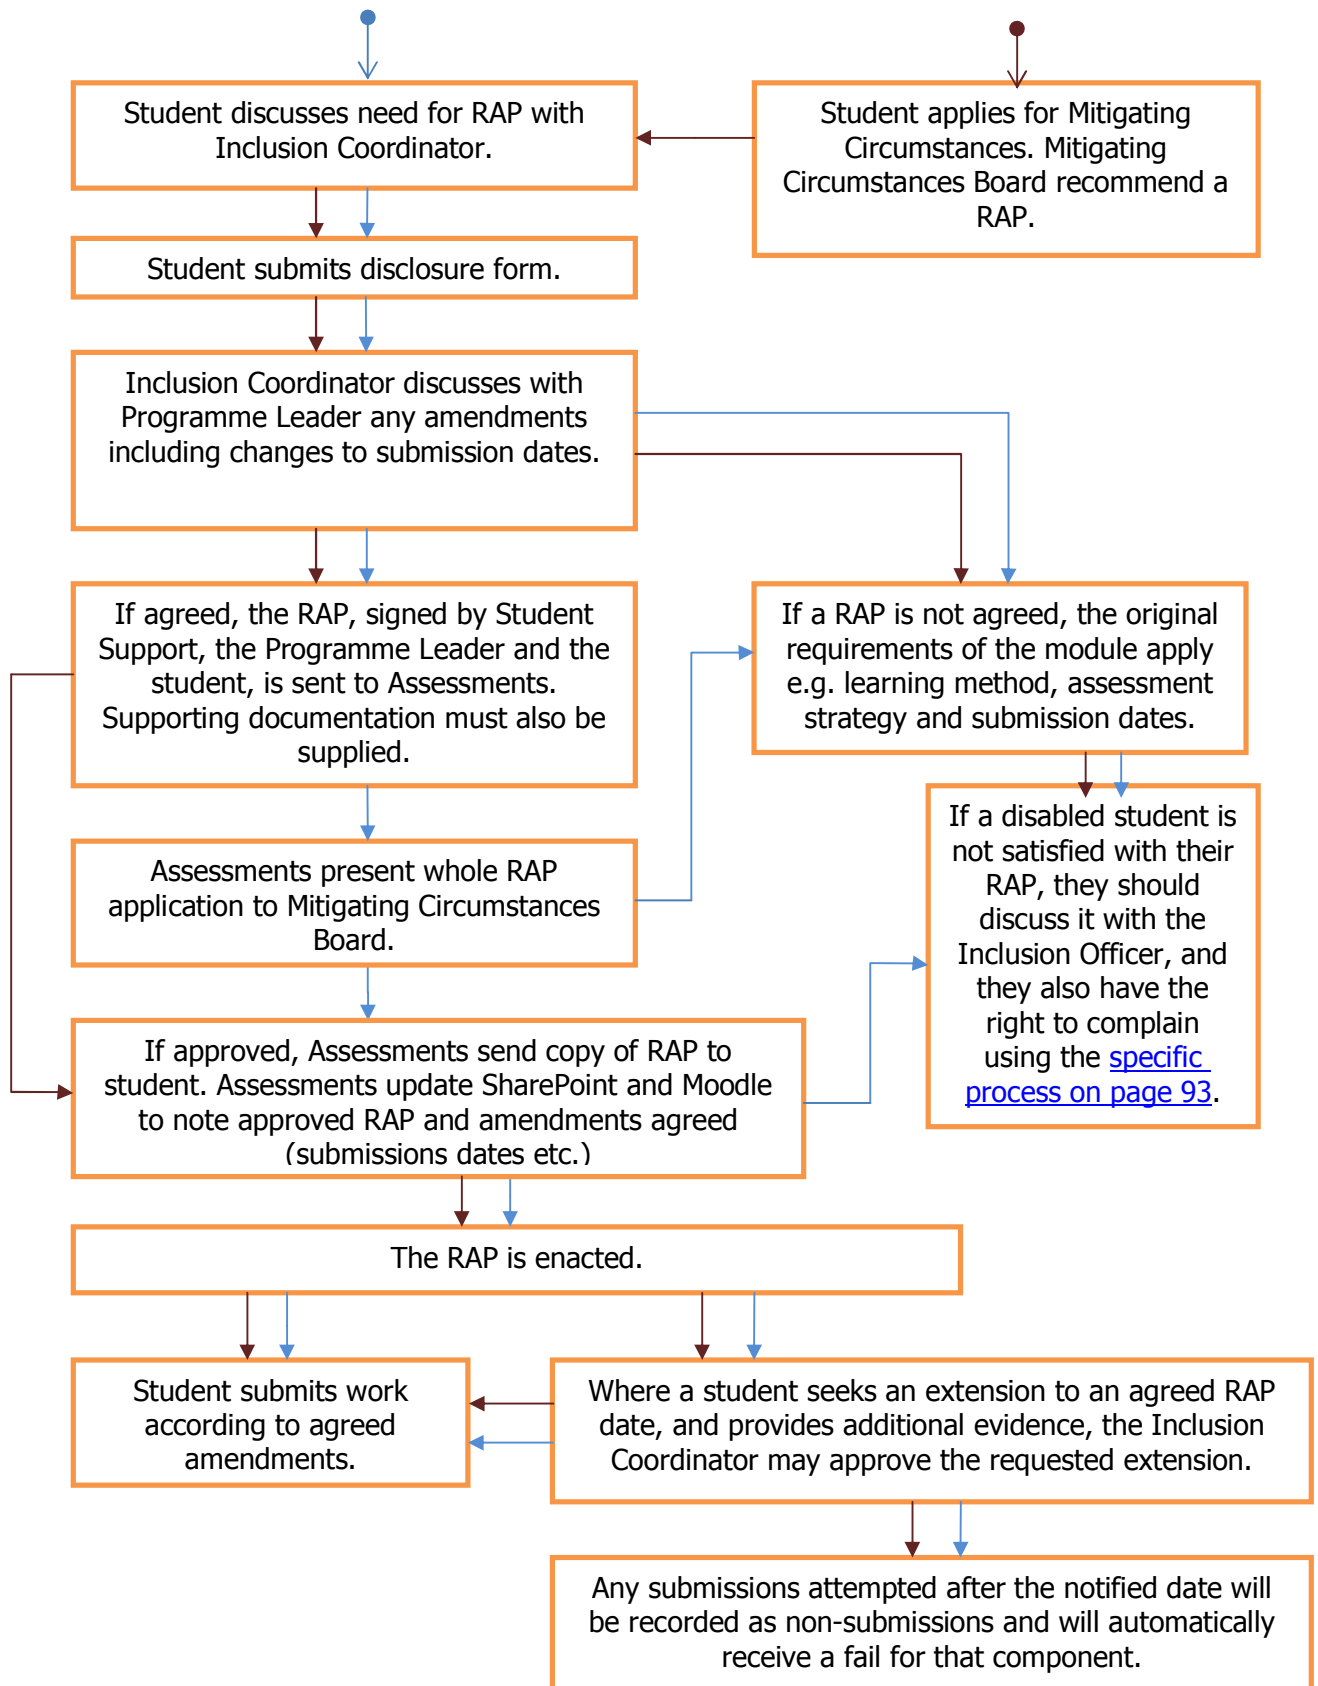 Student discusses need for RAP with
Inclusion Coordinator.
Student applies for Mitigating
Circumstances. Mitigating
Circumstances Board recommend a
RAP.
Student submits disclosure form.
Inclusion Coordinator discusses with
Programme Leader any amendments
including changes to submission dates.
If agreed, the RAP, signed by Student
Support, the Programme Leader and the
student, is sent to Assessments.
Supporting documentation must also be
supplied.
If a RAP is not agreed, the original
requirements of the module apply
e.g. learning method, assessment
strategy and submission dates.
Assessments present whole RAP
application to Mitigating Circumstances
Board.
If a disabled student is
not satisfied with their
RAP, they should
discuss it with the
Inclusion Officer, and
they also have the
right to complain
using the specific
process on page 93.
If approved, Assessments send copy of RAP to
student. Assessments update SharePoint and Moodle
to note approved RAP and amendments agreed
(submissions dates etc.)
The RAP is enacted.
Student submits work
according to agreed
amendments.
Where a student seeks an extension to an agreed RAP
date, and provides additional evidence, the Inclusion
Coordinator may approve the requested extension.
Any submissions attempted after the notified date will
be recorded as non-submissions and will automatically
receive a fail for that component.